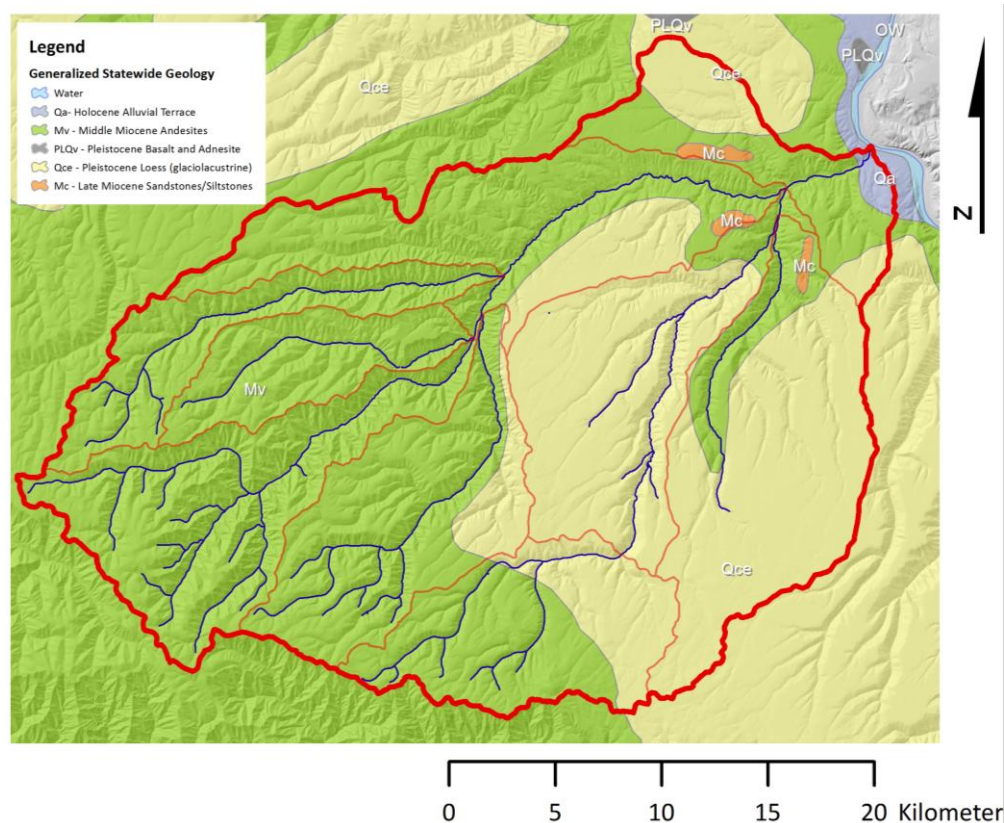 Legend
Generalized Statewide Geology
Water
Qa- Holocene Alluvial Terrace
Mv - Middle Miocene Andesites
PLQv - Pleistocene Basalt and Adnesite
Qce - Pleistocene Loess (glaciolacustrine)
Mc - Late Miocene Sandstones/Siltstones
PLQv
OW
PLQv
Qce
Qce
Mc
Qa
Mc
Mc
Mv
Qce
N
0 5 10 15 20 Kilometer